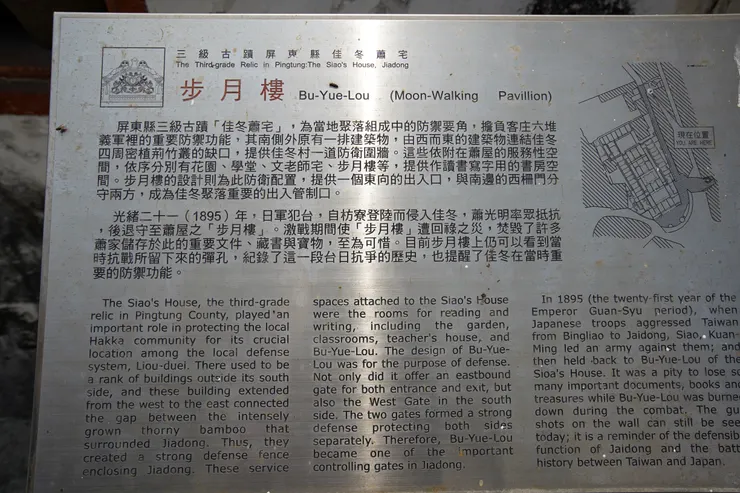 三級古蹟屏東縣佳冬蕭宅
The Third-grade Relic in Pingtung:The Siao's House, Jiadong
步月樓 Bu-Yue-Lou (Moon-Walking Pavillion)
屏東縣三級古蹟「佳冬蕭宅」，為當地聚落組成中的防禦要角，擔負客庄六堆
義軍裡的重要防禦功能，其南側外原有一排建築物，由西而東的建築物連結佳冬
四周密植莿竹叢的缺口，提供佳冬村一道防衛圍牆。這些依附在蕭屋的服務性空
間，依序分別有花園、學堂、文老師宅、步月樓等，提供作讀書寫字用的書房空
間。步月樓的設計則為此防衛配置，提供一個東向的出入口，與南邊的西柵門分
守兩方，成為佳冬聚落重要的出入管制口。
光緒二十一（1895）年，日軍犯台，自枋寮登陸而侵入佳冬，蕭光明率眾抵抗
，後退守至蕭屋之「步月樓」。激戰期間使「步月樓」遭回祿之災，焚毀了許多
蕭家儲存於此的重要文件、藏書與寶物，至為可惜。目前步月樓上仍可以看到當
時抗戰所留下來的彈孔，紀錄了這一段台日抗爭的歷史，也提醒了佳冬在當時重
要的防禦功能。
現在位置
YOU ARE HERE
The Siao's House, the third-grade
relic in Pingtung County, played an
important role in protecting the local
Hakka community for its crucial
location among the local defense
system, Liou-duei. There used to be
a rank of buildings outside its south
side, and these building extended
from the west to the east connected
the gap between the intensely
grown thorny bamboo that
surrounded Jiadong. Thus, they
created a strong defense fence
enclosing Jiadong. These service
spaces attached to the Siao's House
were the rooms for reading and
writing, including the garden,
classrooms, teacher's house, and
Bu-Yue-Lou. The design of Bu-Yue-
Lou was for the purpose of defense.
Not only did it offer an eastbound
gate for both entrance and exit, but
also the West Gate in the south
side. The two gates formed a strong
defense protecting both sides
separately. Therefore, Bu-Yue-Lou
became one of the important
controlling gates in Jiadong.
In 1895 (the twenty-first year of the
Emperor Guan-Syu period), when
Japanese troops aggressed Taiwan
from Bingliao to Jaidong, Siao, Kuan-
Ming led an army against them; and
then held back to Bu-Yue-Lou of the
Sioa's House. It was a pity to lose so
many important documents, books and
treasures while Bu-Yue-Lou was burned
down during the combat. The gu
shots on the wall can still be see
today; it is a reminder of the defensib
function of Jaidong and the batt
history between Taiwan and Japan.